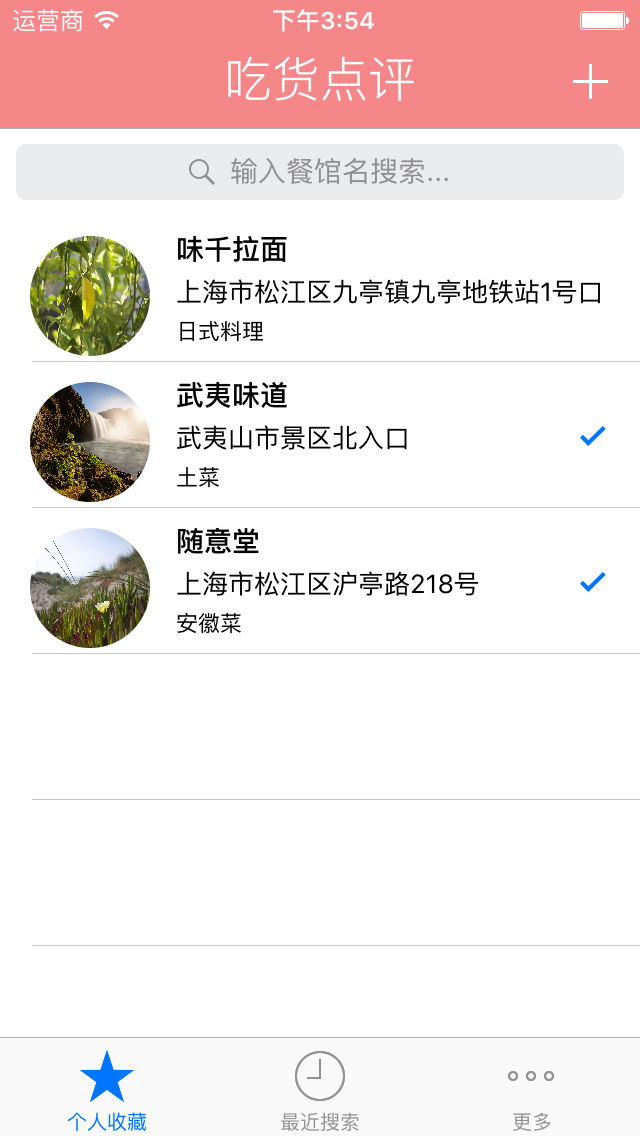 运营商 下午3:54
吃货点评
输入餐馆名搜索...
味千拉面
上海市松江区九亭镇九亭地铁站1号口
日式料理
武夷味道
武夷山市景区北入口
土菜
随意堂
上海市松江区沪亭路218号
安徽菜
个人收藏 最近搜索 更多